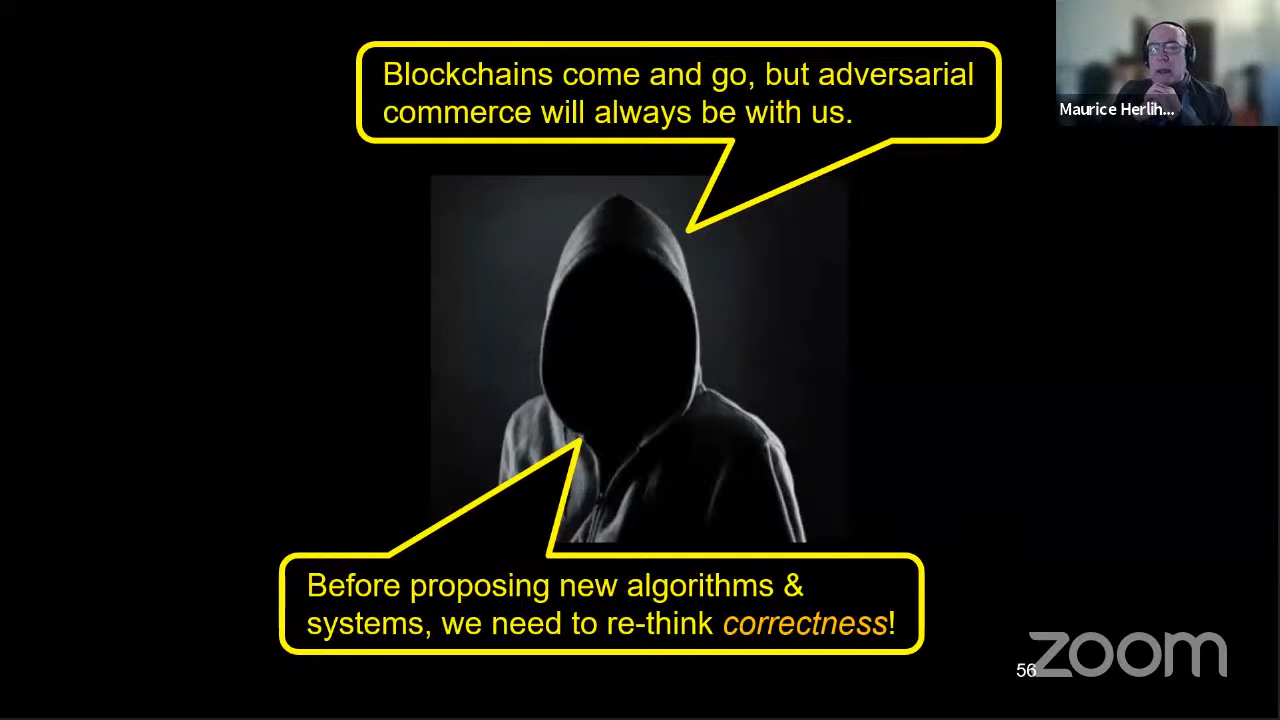 Blockchains come and go, but adversarial
commerce will always be with us.
Maurice Herlih...
Before proposing new algorithms &
systems, we need to re-think correctness!
56
zoom